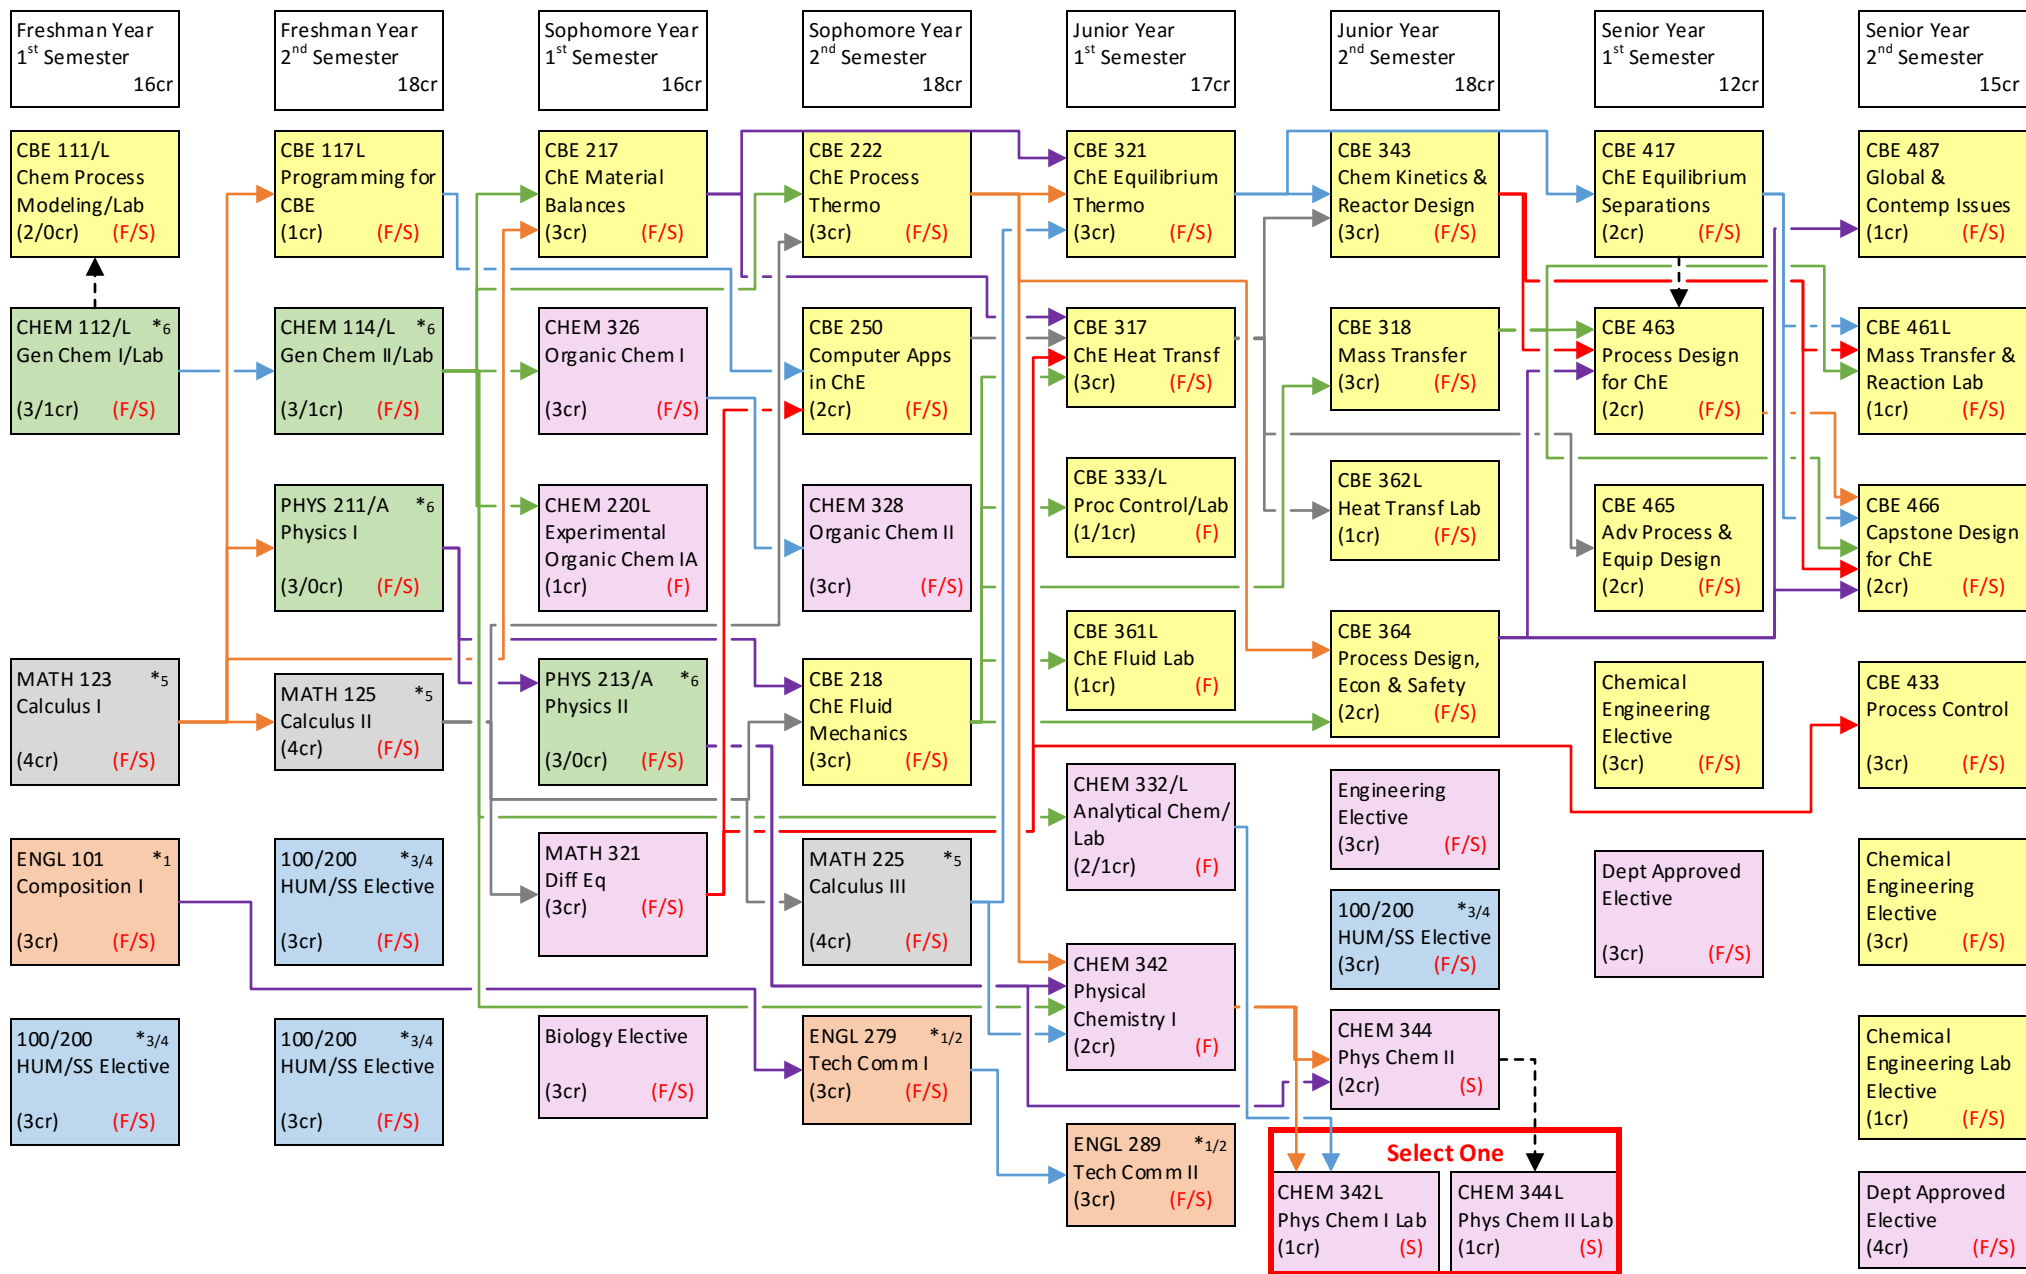 Freshman Year
1st Semester
16cr
Freshman Year
2nd Semester
18cr
Sophomore Year
1st Semester
16cr
Sophomore Year
2nd Semester
18cr
Junior Year
1st Semester
17cr
Junior Year
2nd Semester
18cr
Senior Year
1st Semester
12cr
Senior Year
2nd Semester
15cr
CBE 111/L
Chem Process
Modeling/Lab
(2/0cr) (F/S)
CHEM 112/L *6
Gen Chem I/Lab
(3/1cr) (F/S)
MATH 123 *5
Calculus I
(4cr) (F/S)
ENGL 101 *1
Composition I
(3cr) (F/S)
100/200 *3/4
HUM/SS Elective
(3cr) (F/S)
CBE 117L
Programming for
CBE
(1cr) (F/S)
CHEM 114/L *6
Gen Chem II/Lab
(3/1cr) (F/S)
PHYS 211/A *6
Physics I
(3/0cr) (F/S)
MATH 125 *5
Calculus II
(4cr) (F/S)
100/200 *3/4
HUM/SS Elective
(3cr) (F/S)
100/200 *3/4
HUM/SS Elective
(3cr) (F/S)
CBE 217
ChE Material
Balances
(3cr) (F/S)
CHEM 326
Organic Chem I
(3cr) (F/S)
CHEM 220L
Experimental
Organic Chem IA
(1cr) (F)
PHYS 213/A *6
Physics II
(3/0cr) (F/S)
MATH 321
Diff Eq
(3cr) (F/S)
Biology Elective
(3cr) (F/S)
CBE 222
ChE Process
Thermo
(3cr) (F/S)
CBE 250
Computer Apps
in ChE
(2cr) (F/S)
CHEM 328
Organic Chem II
(3cr) (F/S)
CBE 218
ChE Fluid
Mechanics
(3cr) (F/S)
MATH 225 *5
Calculus III
(4cr) (F/S)
ENGL 279 *1/2
Tech Comm I
(3cr) (F/S)
CBE 321
ChE Equilibrium
Thermo
(3cr) (F/S)
CBE 317
ChE Heat Transf
(3cr) (F/S)
CBE 333/L
Proc Control/Lab
(1/1cr) (F)
CBE 361L
ChE Fluid Lab
(1cr) (F)
CHEM 332/L
Analytical Chem/
Lab
(2/1cr) (F)
CHEM 342
Physical
Chemistry I
(2cr) (F)
ENGL 289 *1/2
Tech Comm II
(3cr) (F/S)
CBE 343
Chem Kinetics &
Reactor Design
(3cr) (F/S)
CBE 318
Mass Transfer
(3cr) (F/S)
CBE 362L
Heat Transf Lab
(1cr) (F/S)
CBE 364
Process Design,
Econ & Safety
(2cr) (F/S)
Engineering
Elective
(3cr) (F/S)
100/200 *3/4
HUM/SS Elective
(3cr) (F/S)
CHEM 344
Phys Chem II
(2cr) (S)
Select One
CHEM 342L
Phys Chem I Lab
(1cr) (S)
CHEM 344L
Phys Chem II Lab
(1cr) (S)
CBE 417
ChE Equilibrium
Separations
(2cr) (F/S)
CBE 463
Process Design
for ChE
(2cr) (F/S)
CBE 465
Adv Process &
Equip Design
(2cr) (F/S)
Chemical
Engineering
Elective
(3cr) (F/S)
Dept Approved
Elective
(3cr) (F/S)
CBE 487
Global &
Contemp Issues
(1cr) (F/S)
CBE 461L
Mass Transfer &
Reaction Lab
(1cr) (F/S)
CBE 466
Capstone Design
for ChE
(2cr) (F/S)
CBE 433
Process Control
(3cr) (F/S)
Chemical
Engineering
Elective
(3cr) (F/S)
Chemical
Engineering Lab
Elective
(1cr) (F/S)
Dept Approved
Elective
(4cr) (F/S)